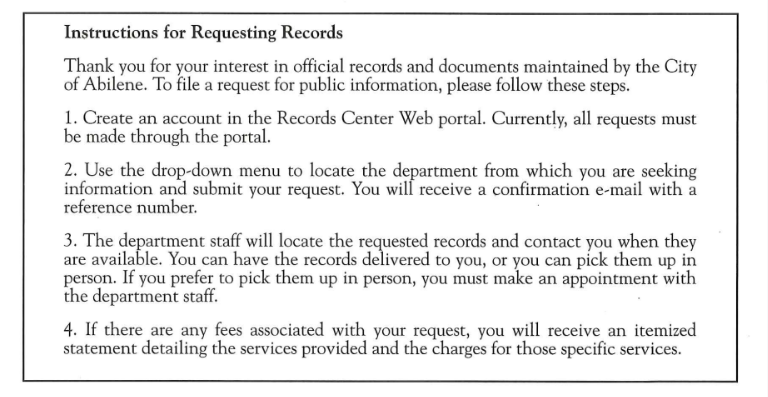 Instructions for Requesting Records
Thank you for your interest in official records and documents maintained by the City
of Abilene. To file a request for public information, please follow these steps.
1. Create an account in the Records Center Web portal. Currently, all requests must
be made through the portal.
2. Use the drop-down menu to locate the department from which you are seeking
information and submit your request. You will receive a confirmation e-mail with a
reference number.
3. The department staff will locate the requested records and contact you when they
are available. You can have the records delivered to you, or you can pick them up in
person. If you prefer to pick them up in person, you must make an appointment with
the department staff.
4. If there are any fees associated with your request, you will receive an itemized
statement detailing the services provided and the charges for those specific services.